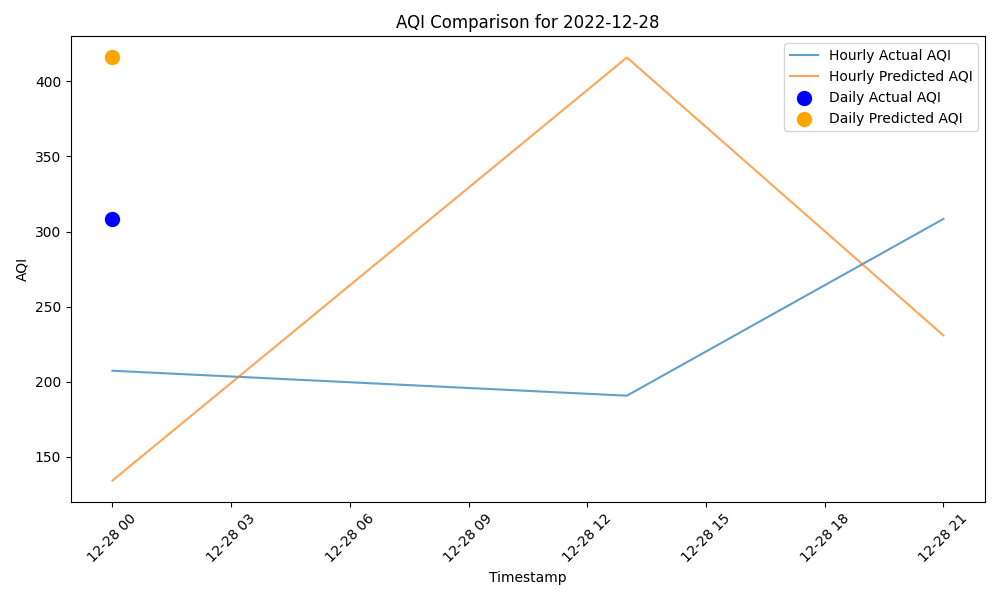 AQI Comparison for 2022-12-28
Hourly Actual AQI
Hourly Predicted AQI
Daily Actual AQI
Daily Predicted AQI
AQI
400
350
300
250
200
150
12-28 00
12-28 03
12-28 06
12-28 09
12-28 12
12-28 15
12-28 18
12-28 21
Timestamp